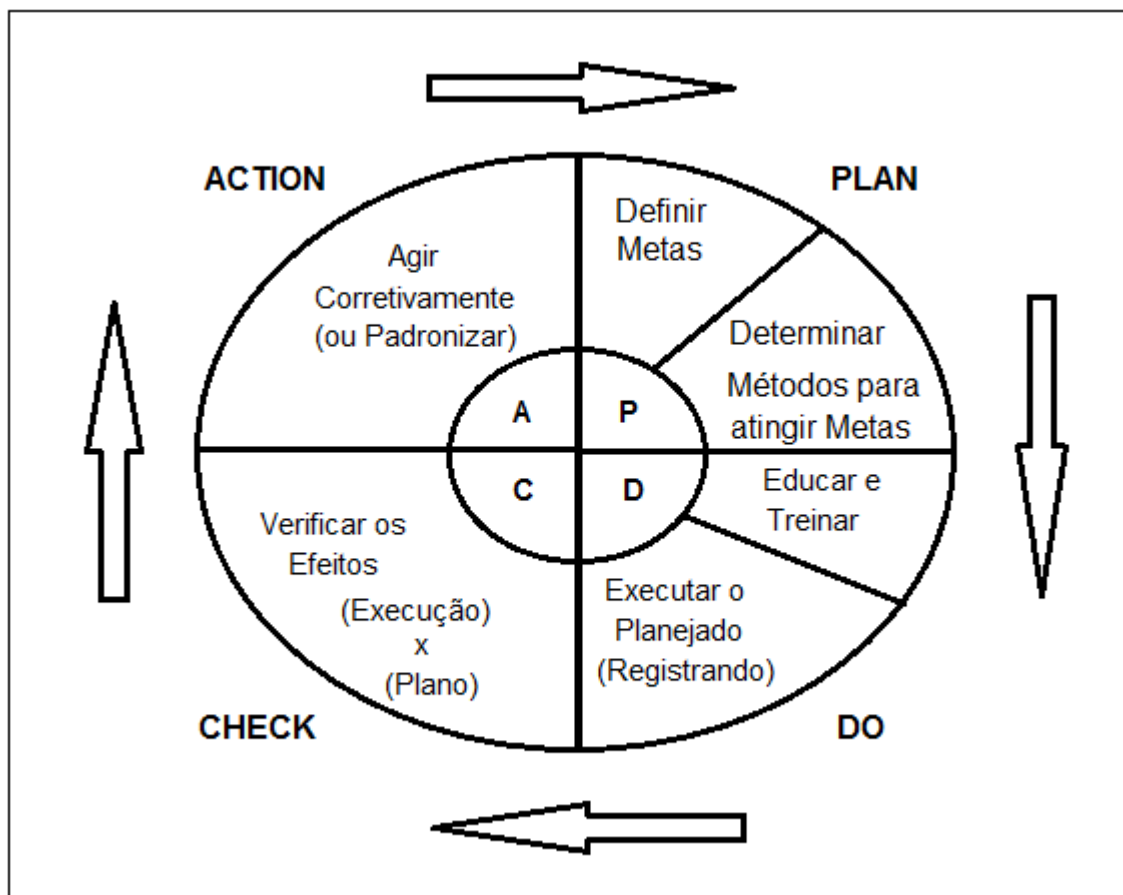 ACTION
PLAN
Definir
Metas
Agir
Corretivamente
(ou Padronizar)
Determinar
Métodos para
atingir Metas
A
P
C
D
Educar e
Treinar
Verificar os
Efeitos
(Execução)
x
(Plano)
Executar o
Planejado
(Registrando)
CHECK
DO